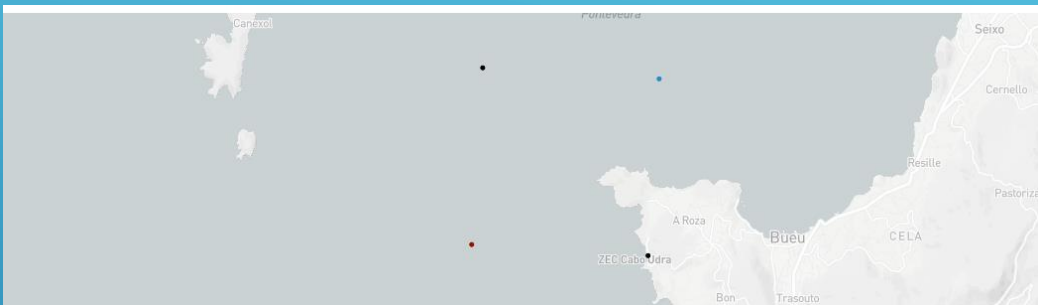 Pontevedra
Canexol
Seixo
Cernello
Resille
Pastoriza
A Roza
Bueu
CELA
ZEC Cabo Udra
Bon
Trasouto